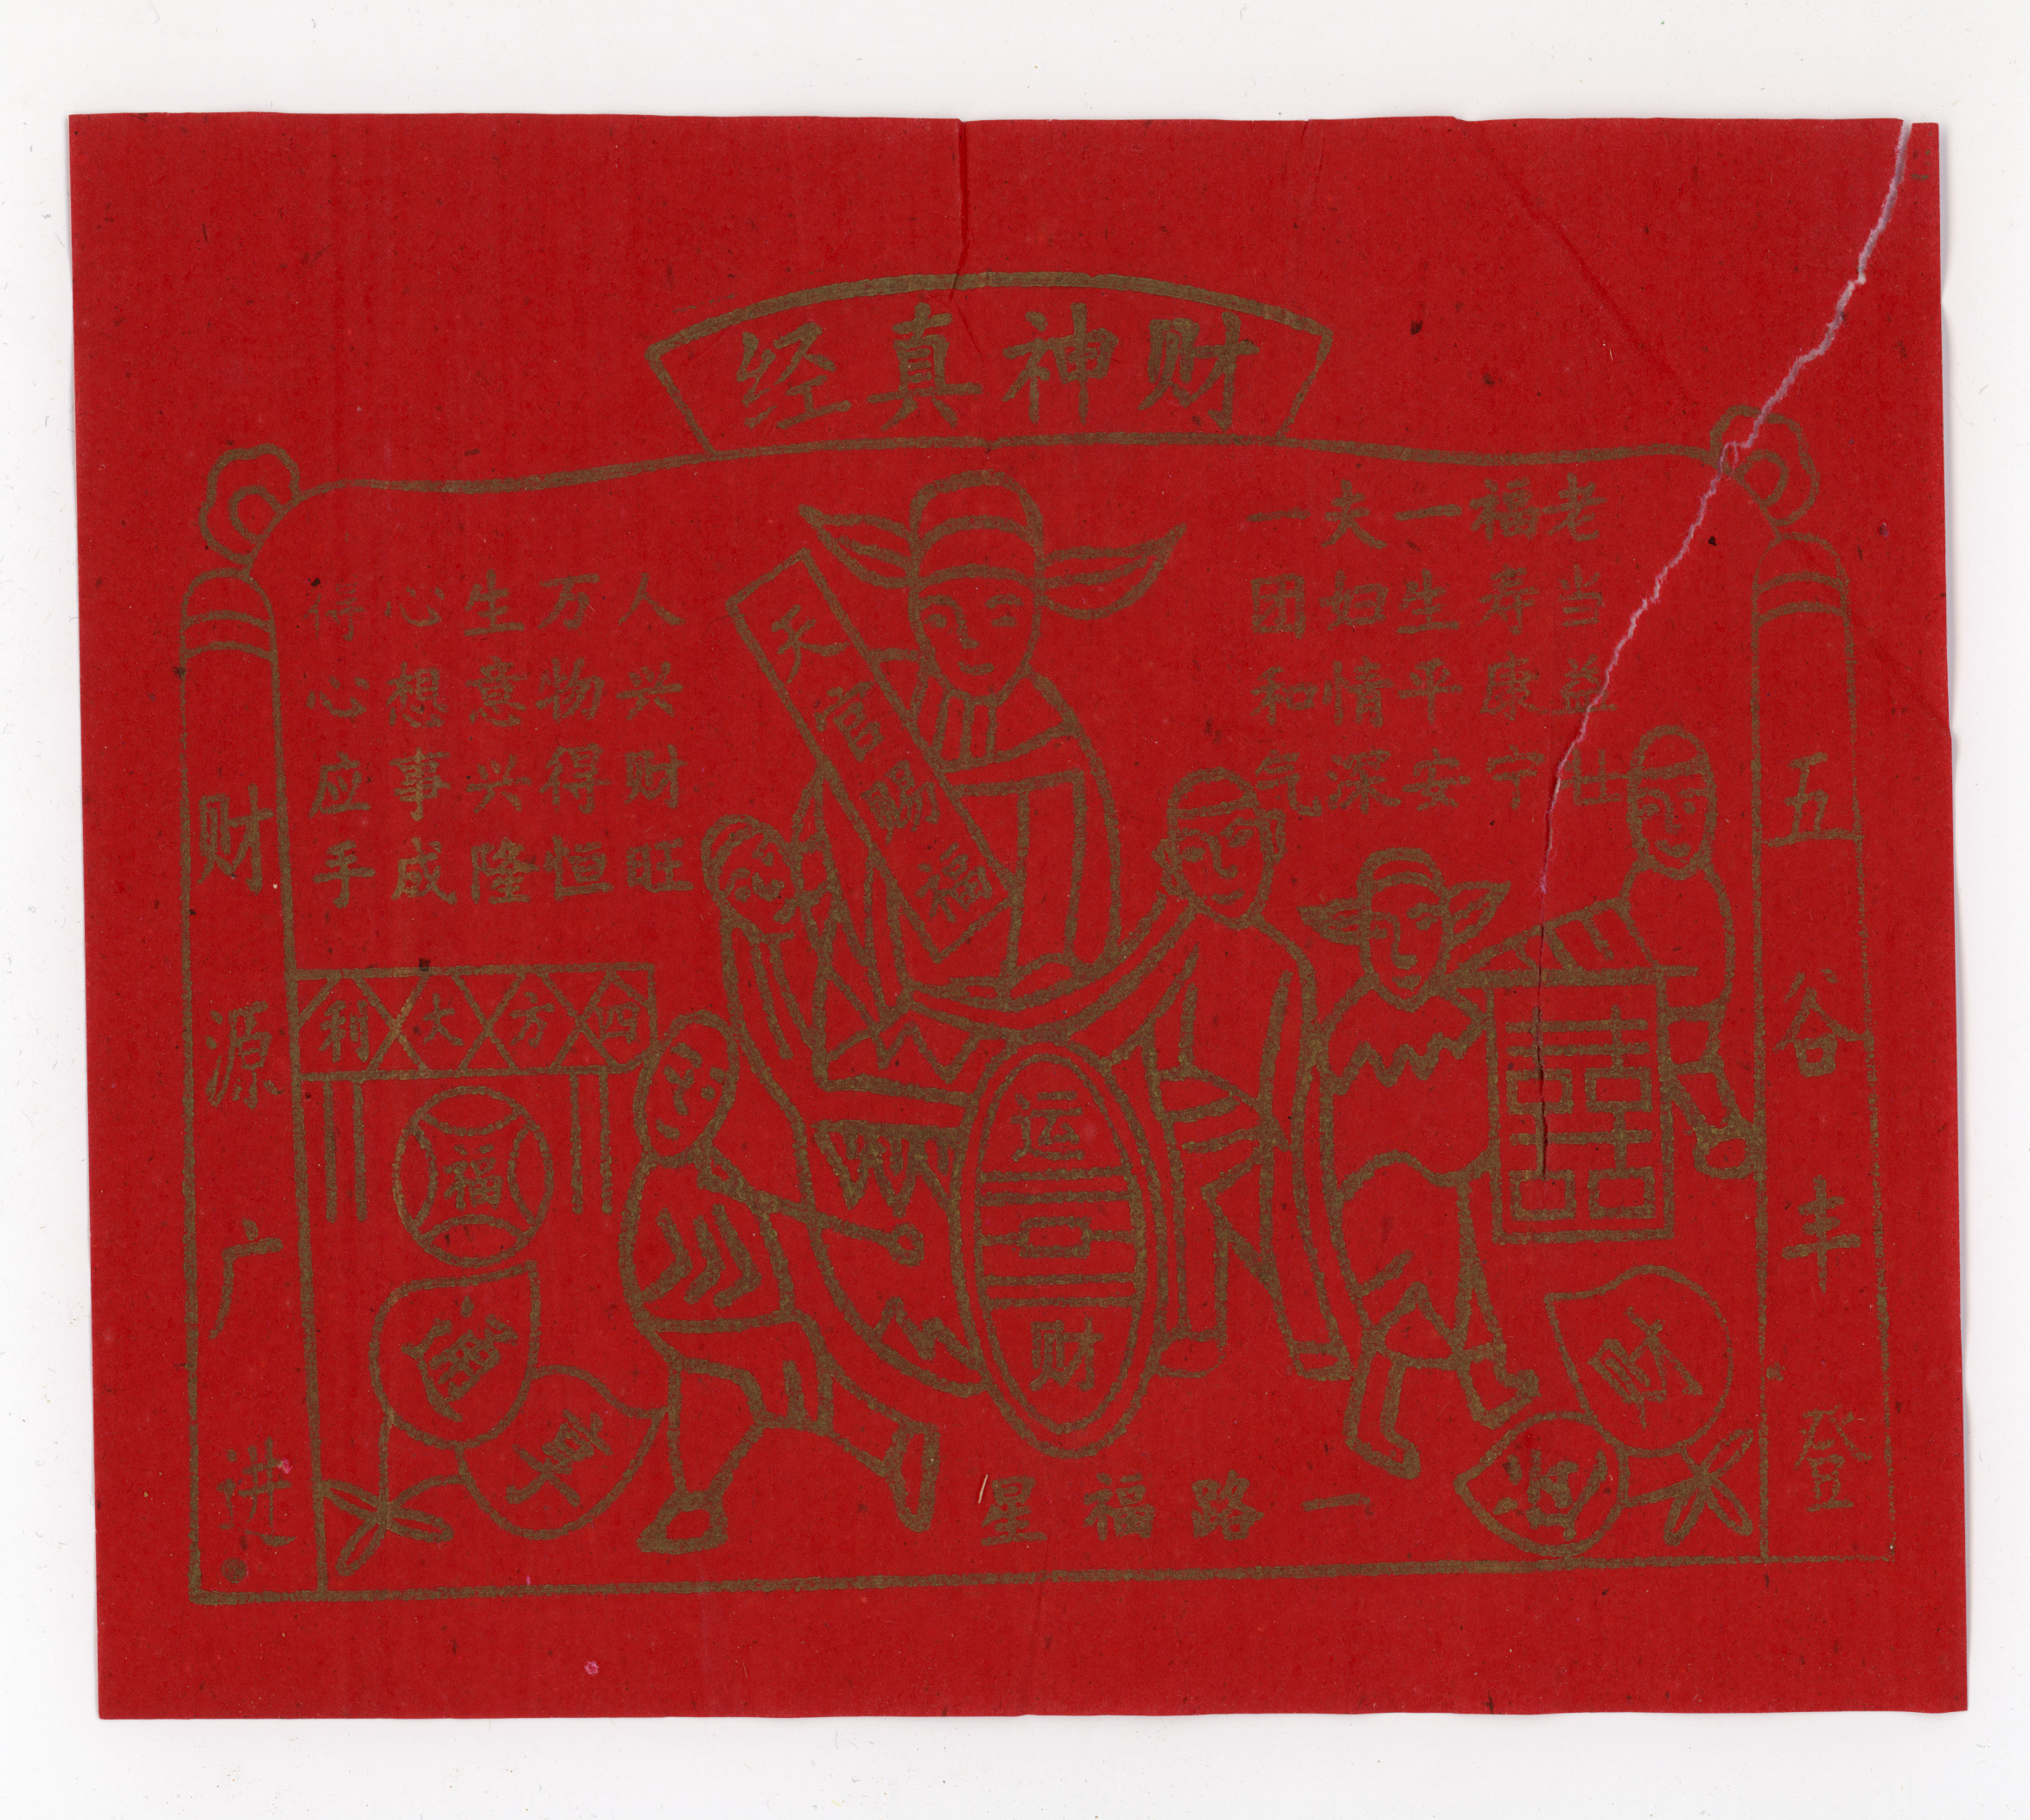 财神真经
五谷丰登
老当益壮
福寿康宁
一生平安
夫妇情深
一团和气
天官赐福
人兴财旺
万物得恒
生意兴隆
心想事成
得心应手
四方大利
福
运
财
囍
财
一路福星
财源广进